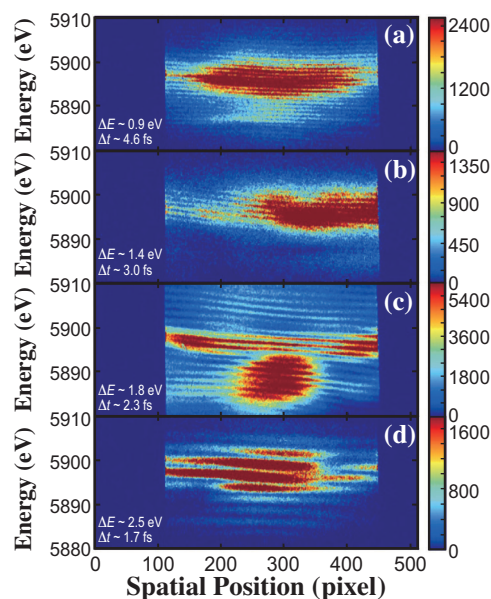 5910
(a)
2400
5900
1800
Energy (eV)
1200
5890
600
ΔE ~ 0.9 eV
Δt ~ 4.6 fs
0
5910
(b)
1350
5900
900
Energy (eV)
5890
450
ΔE ~ 1.4 eV
Δt ~ 3.0 fs
0
5910
(c)
5400
5900
3600
Energy (eV)
5890
1800
ΔE ~ 1.8 eV
Δt ~ 2.3 fs
0
5910
(d)
1600
5900
Energy (eV)
800
5890
ΔE ~ 2.5 eV
Δt ~ 1.7 fs
5880
0
0 100 200 300 400 500
Spatial Position (pixel)